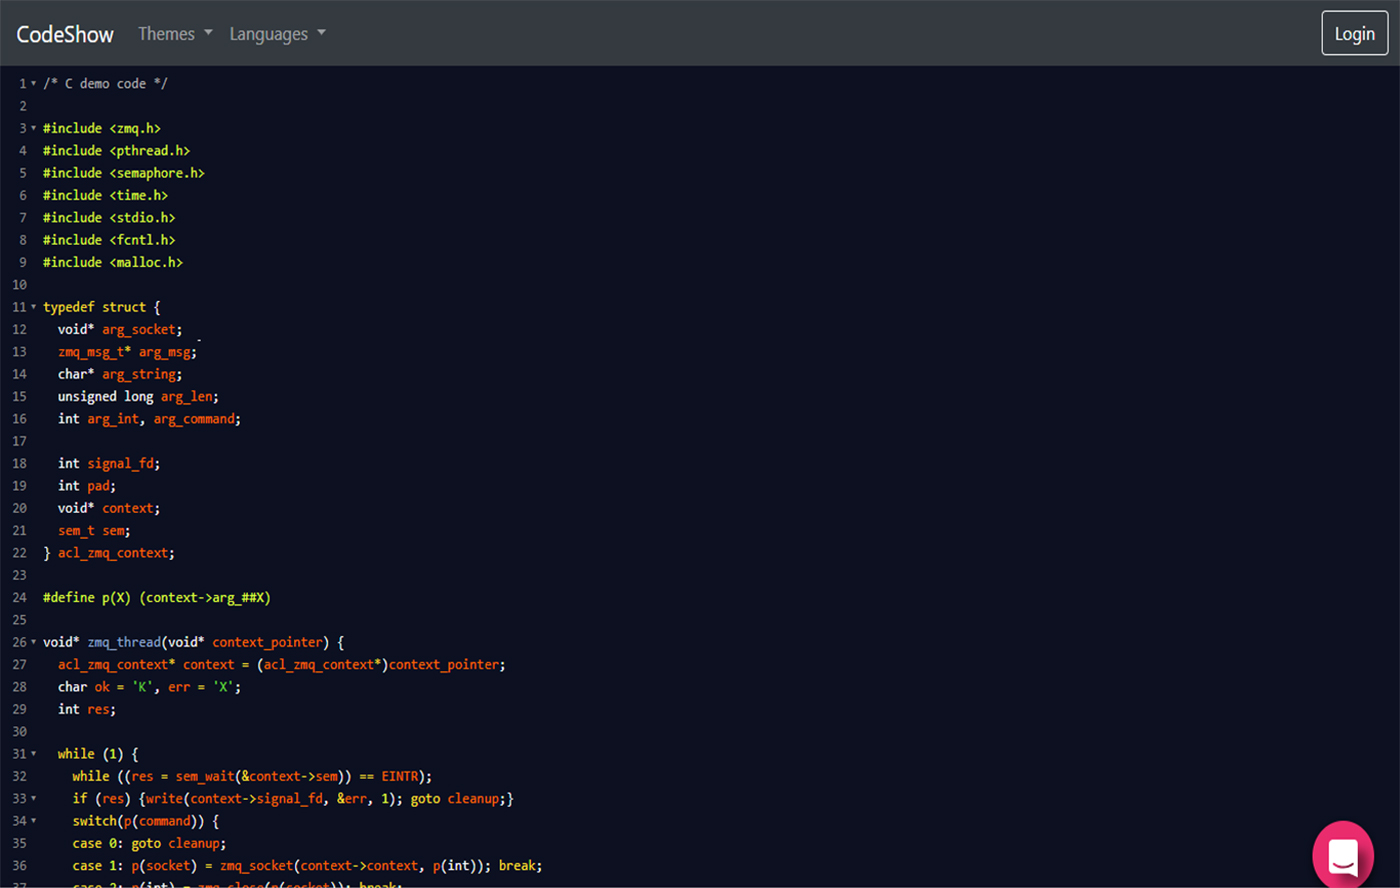 CodeShow Themes Languages Login
1 /* C demo code */
2
3 #include <zmq.h>
4 #include <pthread.h>
5 #include <semaphore.h>
6 #include <time.h>
7 #include <stdio.h>
8 #include <fcntl.h>
9 #include <malloc.h>
10
11 typedef struct {
12   void* arg_socket;
13   zmq_msg_t* arg_msg;
14   char* arg_string;
15   unsigned long arg_len;
16   int arg_int, arg_command;
17
18   int signal_fd;
19   int pad;
20   void* context;
21   sem_t sem;
22 } acl_zmq_context;
23
24 #define p(X) (context->arg_##X)
25
26 void* zmq_thread(void* context_pointer) {
27   acl_zmq_context* context = (acl_zmq_context*)context_pointer;
28   char ok = 'K', err = 'X';
29   int res;
30
31   while (1) {
32     while ((res = sem_wait(&context->sem)) == EINTR);
33     if (res) {write(context->signal_fd, &err, 1); goto cleanup;}
34     switch(p(command)) {
35     case 0: goto cleanup;
36     case 1: p(socket) = zmq_socket(context->context, p(int)); break;
37     case 2: p(int) = zmq_close(p(socket)); break;